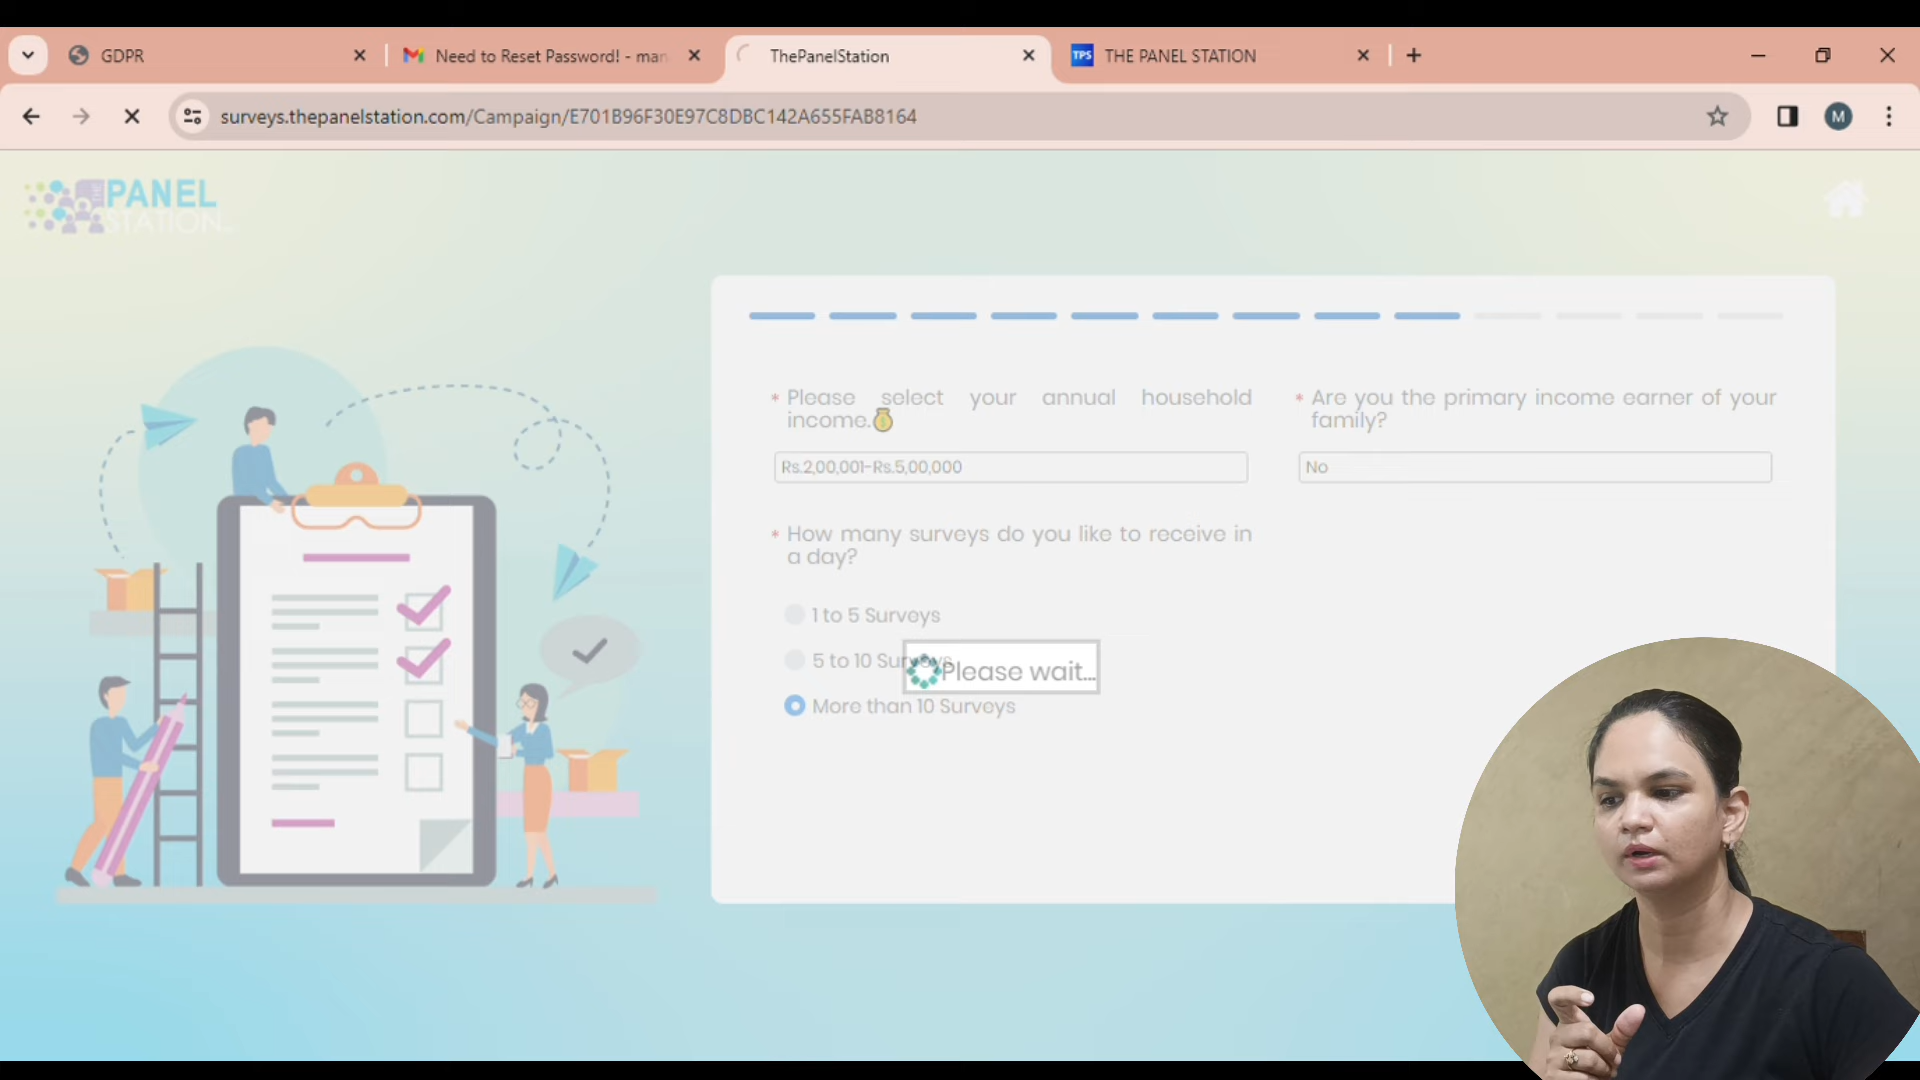 GDPR
Need to Reset Password! - man
ThePanelStation
TPS THE PANEL STATION
surveys.thepanelstation.com/Campaign/E701B96F30E97C8DBC142A655FAB8164
M
THE PANEL
STATION
* Please select your annual household
income.
Rs.2,00,001-Rs.5,00,000
* Are you the primary income earner of your
family?
No
* How many surveys do you like to receive in
a day?
1 to 5 Surveys
5 to 10 Surveys
Please wait...
More than 10 Surveys